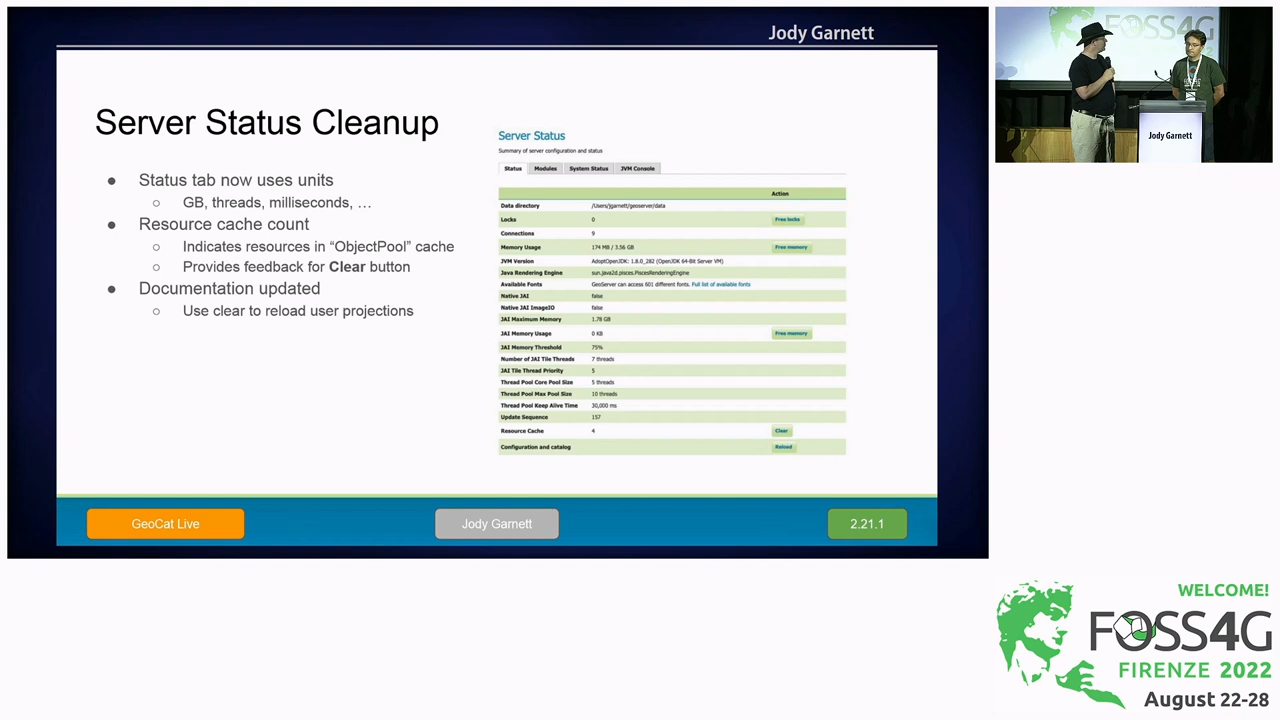 Jody Garnett
Server Status Cleanup
● Status tab now uses units
○ GB, threads, milliseconds, …
● Resource cache count
○ Indicates resources in “ObjectPool” cache
○ Provides feedback for Clear button
● Documentation updated
○ Use clear to reload user projections
Server Status
Summary of server configuration and status
Status Modules System Status JVM Console
Action
Data directory /Users/jgarnett/geoserver/data
Locks 0 Free locks
Connections 9
Memory Usage 174 MB / 3.56 GB Free memory
JVM Version AdoptOpenJDK: 1.8.0_282 (OpenJDK 64-Bit Server VM)
Java Rendering Engine sun.java2d.pisces.PiscesRenderingEngine
Available Fonts GeoServer can access 601 different fonts. Full list of available fonts
Native JAI false
Native JAI ImageIO false
JAI Maximum Memory 1.78 GB
JAI Memory Usage 0 KB Free memory
JAI Memory Threshold 75%
Number of JAI Tile Threads 7 threads
JAI Tile Thread Priority 5
Thread Pool Core Pool Size 5 threads
Thread Pool Max Pool Size 10 threads
Thread Pool Keep Alive Time 30,000 ms
Update Sequence 157
Resource Cache 4 Clear
Configuration and catalog Reload
GeoCat Live Jody Garnett 2.21.1
FOSS4G
Jody Garnett
WELCOME!
FOSS4G
FIRENZE 2022
August 22-28